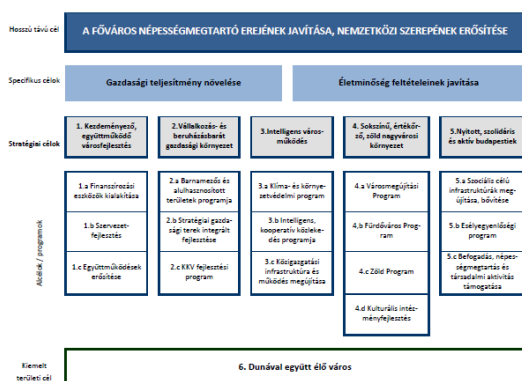 Hosszú távú cél
A FŐVÁROS NÉPESSÉGMEGTARTÓ EREJÉNEK JAVÍTÁSA, NEMZETKÖZI SZEREPÉNEK ERŐSÍTÉSE
Specifikus célok
Gazdasági teljesítmény növelése
Életminőség feltételeinek javítása
Stratégiai célok
1. Kezdeményező,
együttműködő
városfejlesztés
2.Vállalkozás- és
beruházásbarát
gazdasági környezet
3.Intelligens város-
működés
4. Sokszínű, értékőr-
ző, zöld nagyvárosi
környezet
5.Nyitott, szolidáris
és aktív budapestiek
Alcélok / programok
1.a Finanszírozási
eszközök kialakítása
1.b Szervezet-
fejlesztés
1.c Együttműködések
erősítése
2.a Barnamezős és
alulhasznosított
területek programja
2.b Stratégiai gazda-
sági terek integrált
fejlesztése
2.c KKV fejlesztési
program
3.a Klíma- és környe-
zetvédelmi program
3.b Intelligens,
kooperatív közleke-
dés programja
3.c Közigazgatási
infrastruktúra és
működés megújítása
4.a Városmegújítási
Program
4,b Fürdőváros Prog-
ram
4.c Zöld Program
4.d Kulturális intéz-
ményfejlesztés
5.a Szociális célú
infrastruktúrák meg-
újítása, bővítése
5.b Esélyegyenlőségi
program
5.c Befogadás, népes-
ségmegtartás és
társadalmi aktivitás
támogatása
Kiemelt
területi cél
6. Dunával együtt élő város